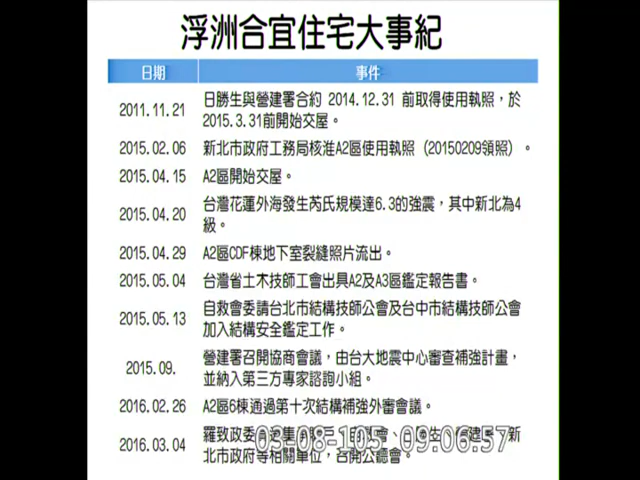 浮洲合宜住宅大事紀
日期 事件
2011.11.21 日勝生與營建署合約 2014.12.31 前取得使用執照，於
2015.3.31前開始交屋。
2015.02.06 新北市政府工務局核准A2區使用執照（20150209領照）。
2015.04.15 A2區開始交屋。
2015.04.20 台灣花蓮外海發生芮氏規模達6.3的強震，其中新北為4
級。
2015.04.29 A2區CDF棟地下室裂縫照片流出。
2015.05.04 台灣省土木技師工會出具A2及A3區鑑定報告書。
2015.05.13 自救會委請台北市結構技師公會及台中市結構技師公會
加入結構安全鑑定工作。
2015.09. 營建署召開協商會議，由台大地震中心審查補強計畫，
並納入第三方專家諮詢小組。
2016.02.26 A2區6棟通過第十次結構補強外審會議。
2016.03.04 羅致政委員邀集 新
北市政府等相關單位，召開公聽會。
03-08-105 09:06:57